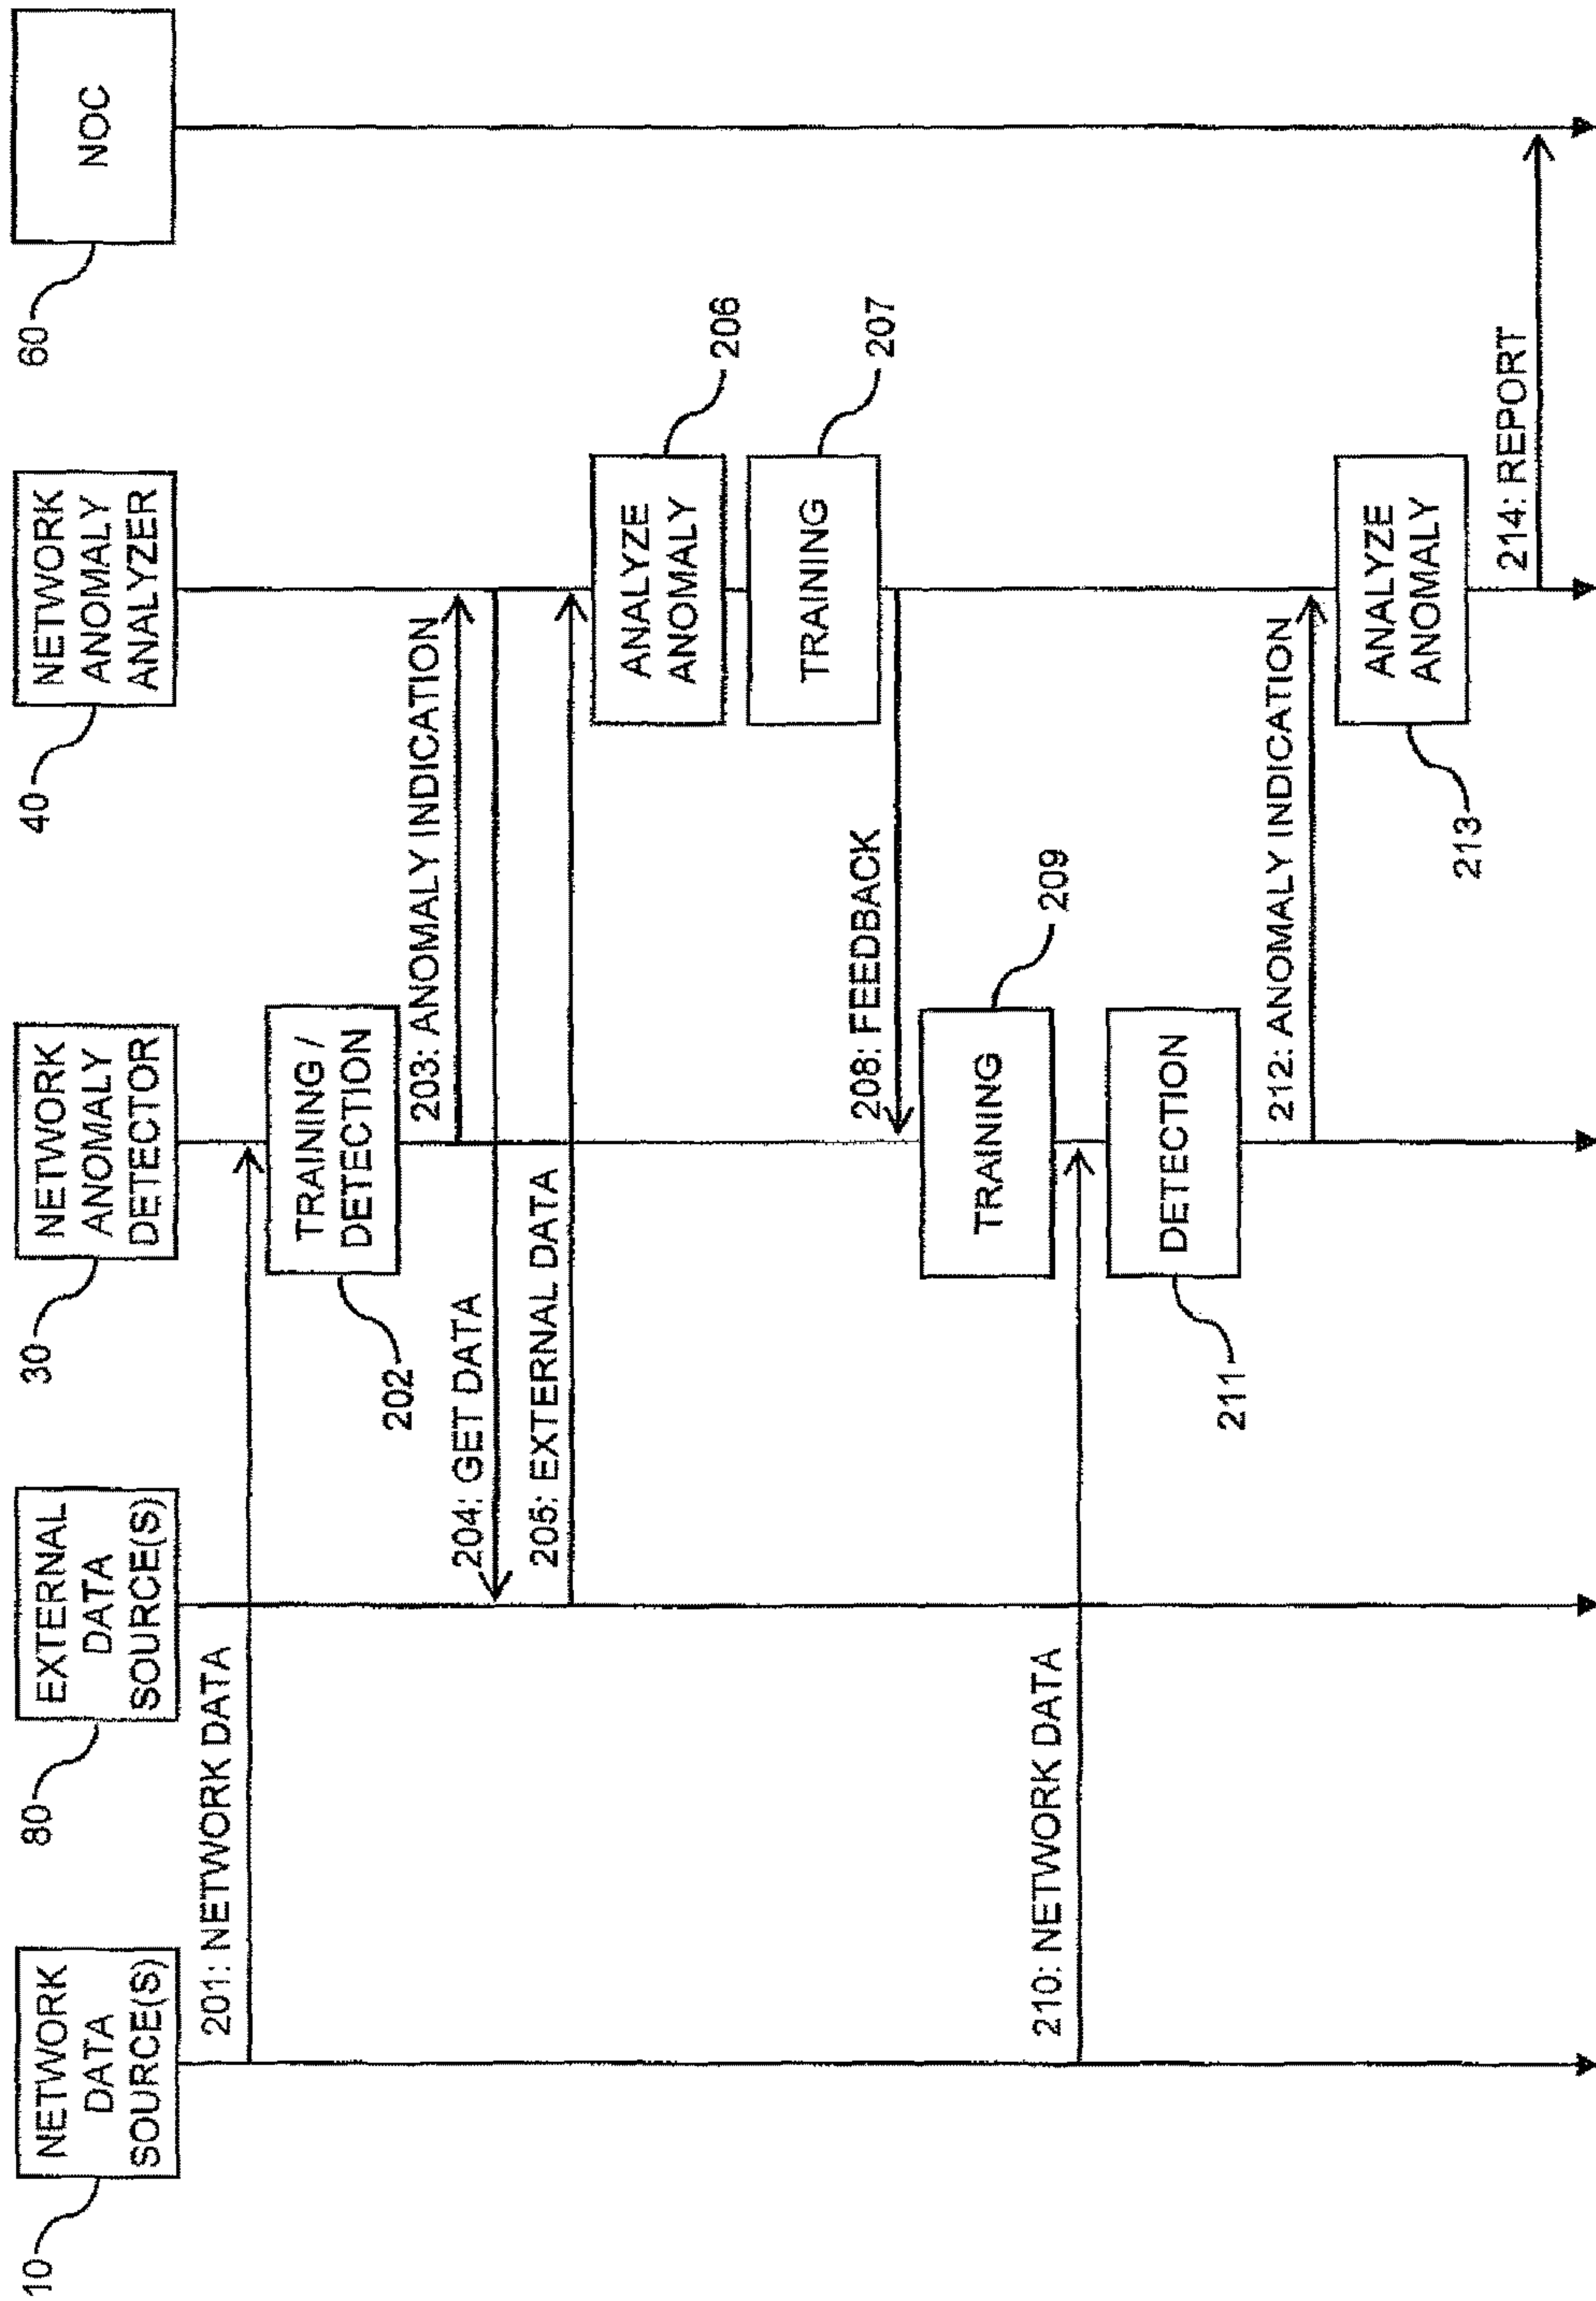 10
NETWORK
DATA
SOURCE(S)
80
EXTERNAL
DATA
SOURCE(S)
30
NETWORK
ANOMALY
DETECTOR
40
NETWORK
ANOMALY
ANALYZER
60
NOC
201: NETWORK DATA
TRAINING /
DETECTION
202
203: ANOMALY INDICATION
204: GET DATA
205: EXTERNAL DATA
ANALYZE
ANOMALY
206
TRAINING
207
208: FEEDBACK
TRAINING
209
210: NETWORK DATA
DETECTION
211
212: ANOMALY INDICATION
ANALYZE
ANOMALY
213
214: REPORT